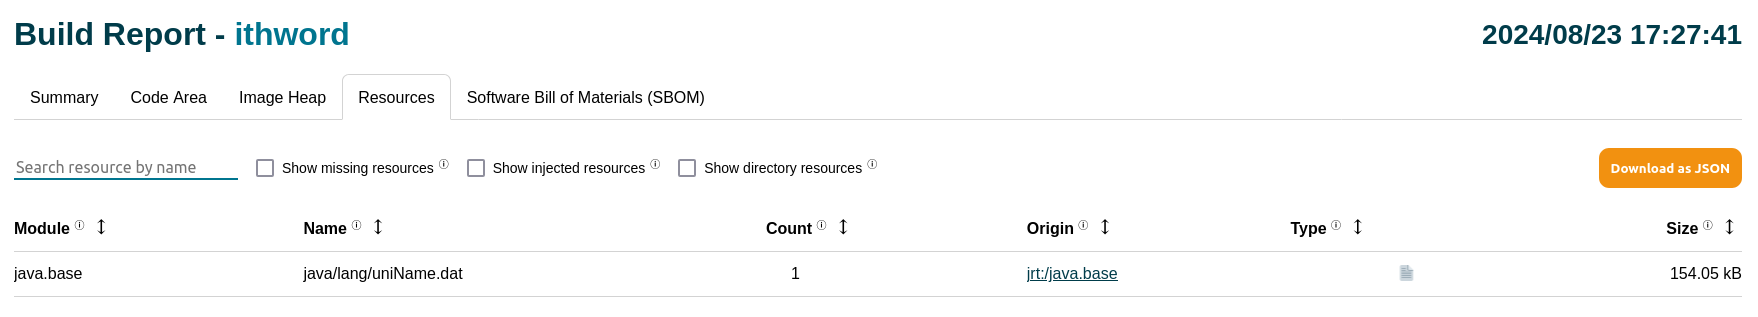 Build Report - ithword 2024/08/23 17:27:41
Summary Code Area Image Heap Resources Software Bill of Materials (SBOM)
Search resource by name Show missing resources ⓘ Show injected resources ⓘ Show directory resources ⓘ Download as JSON
Module ⓘ ↕ Name ⓘ ↕ Count ⓘ ↕ Origin ⓘ ↕ Type ⓘ ↕ Size ⓘ ↕
java.base java/lang/uniName.dat 1 jrt:/java.base 154.05 kB